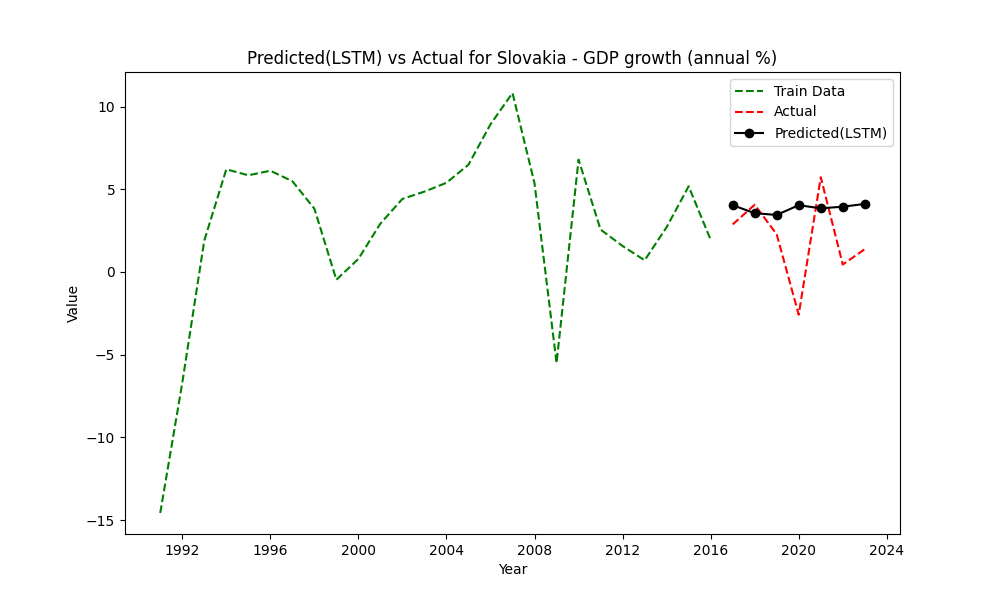 Predicted(LSTM) vs Actual for Slovakia - GDP growth (annual %)
Train Data
Actual
Predicted(LSTM)
10
5
0
−5
−10
−15
Value
1992 1996 2000 2004 2008 2012 2016 2020 2024
Year